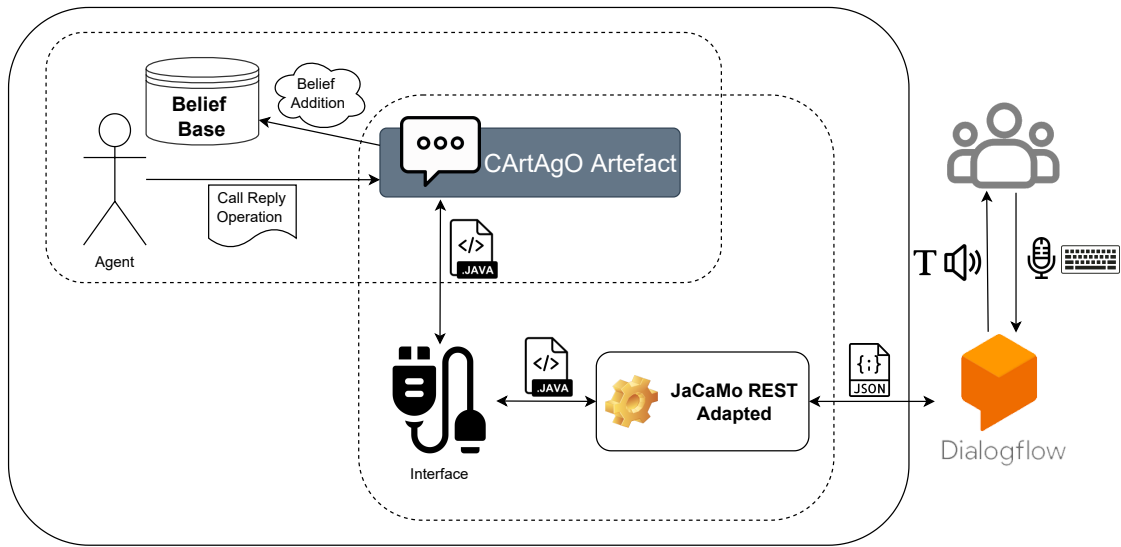 Belief
Base
Belief
Addition
CArtAgO Artefact
Call Reply
Operation
Agent
</>
.JAVA
T
</>
.JAVA
JaCaMo REST
Adapted
{;}
.JSON
Interface
Dialogflow